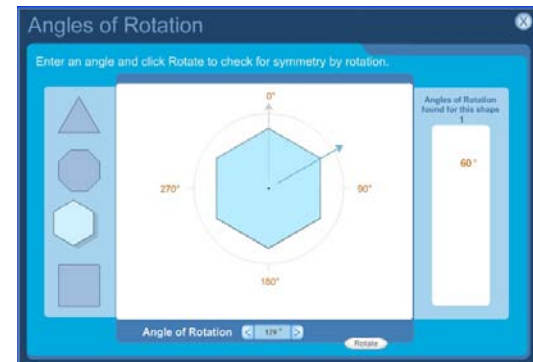 Angles of Rotation
X
Enter an angle and click Rotate to check for symmetry by rotation.
0°
Angles of Rotation
found for this shape
1
60°
270°
90°
180°
Angle of Rotation < >
Rotate